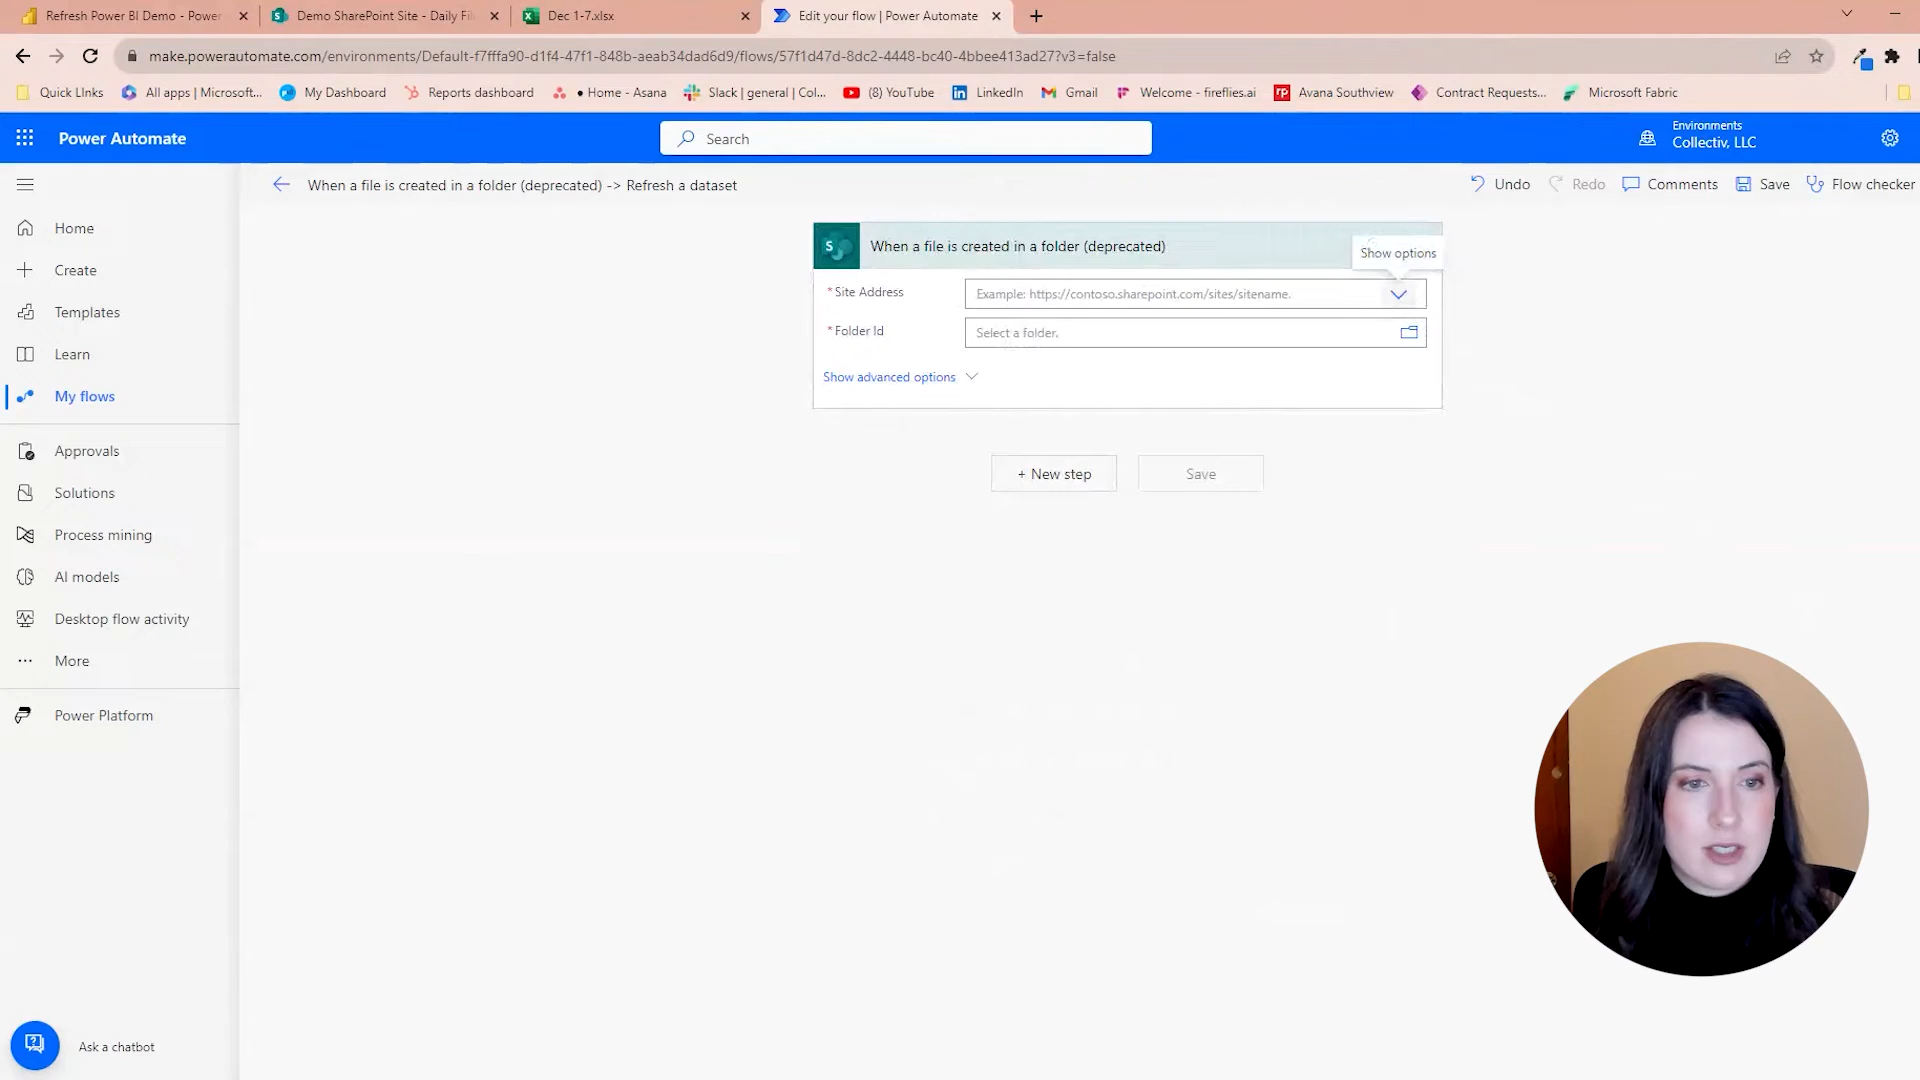 Refresh Power BI Demo - Power
Demo SharePoint Site - Daily Fi
Dec 1-7.xlsx
Edit your flow | Power Automate
make.powerautomate.com/environments/Default-f7fffa90-d1f4-47f1-848b-aeab34dad6d9/flows/57f1d47d-8dc2-4448-bc40-4bbee413ad27?v3=false
Quick LInks
All apps | Microsoft...
My Dashboard
Reports dashboard
• Home - Asana
Slack | general | Col...
(8) YouTube
LinkedIn
Gmail
Welcome - fireflies.ai
Avana Southview
Contract Requests...
Microsoft Fabric
Power Automate
Search
Environments
Collectiv, LLC
When a file is created in a folder (deprecated) -> Refresh a dataset
Undo
Redo
Comments
Save
Flow checker
Home
Create
Templates
Learn
My flows
Approvals
Solutions
Process mining
AI models
Desktop flow activity
More
Power Platform
Ask a chatbot
When a file is created in a folder (deprecated)
Show options
* Site Address
Example: https://contoso.sharepoint.com/sites/sitename.
* Folder Id
Select a folder.
Show advanced options
+ New step
Save